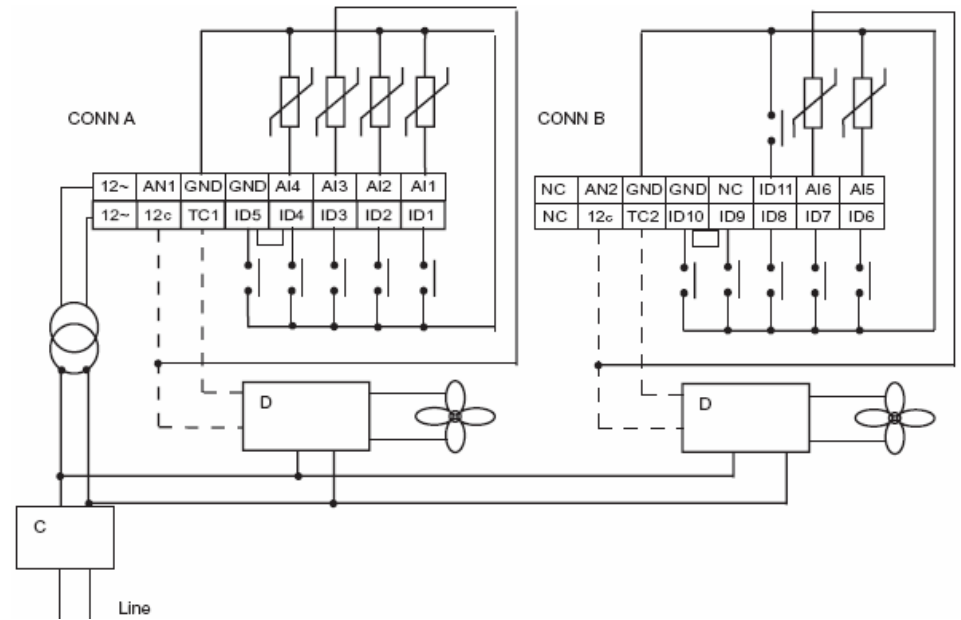 CONN A
CONN B
12~ AN1 GND GND AI4 AI3 AI2 AI1
12~ 12c TC1 ID5 ID4 ID3 ID2 ID1
NC AN2 GND GND NC ID11 AI6 AI5
NC 12c TC2 ID10 ID9 ID8 ID7 ID6
D
D
C
Line